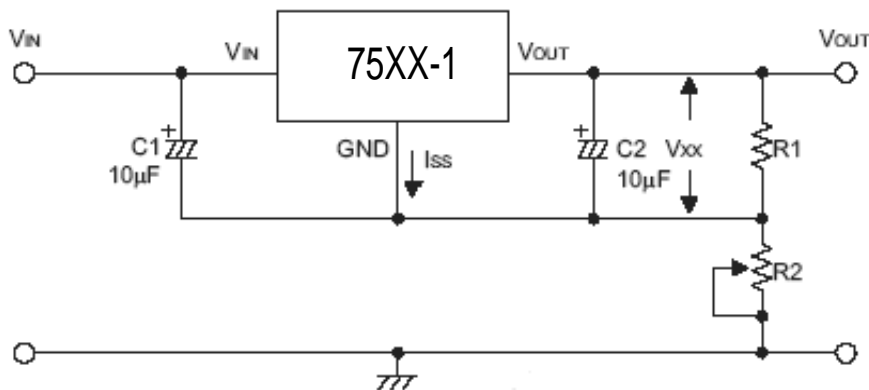 VIN
VIN
75XX-1
VOUT
VOUT
C1
10µF
GND
ISS
C2
10µF
VXX
R1
R2